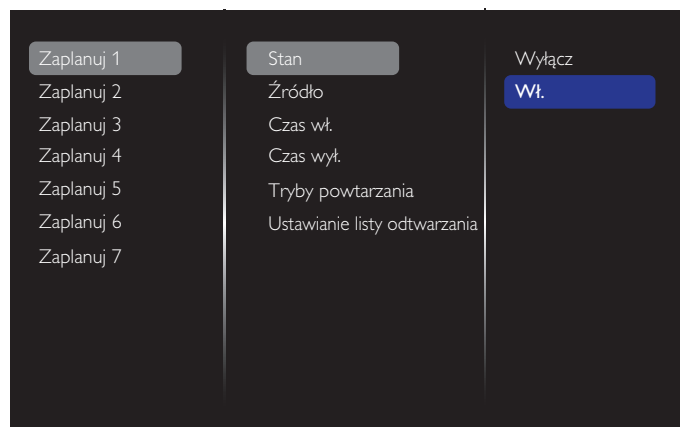 Zaplanuj 1
Zaplanuj 2
Zaplanuj 3
Zaplanuj 4
Zaplanuj 5
Zaplanuj 6
Zaplanuj 7
Stan
Źródło
Czas wł.
Czas wył.
Tryby powtarzania
Ustawianie listy odtwarzania
Wyłącz
Wł.